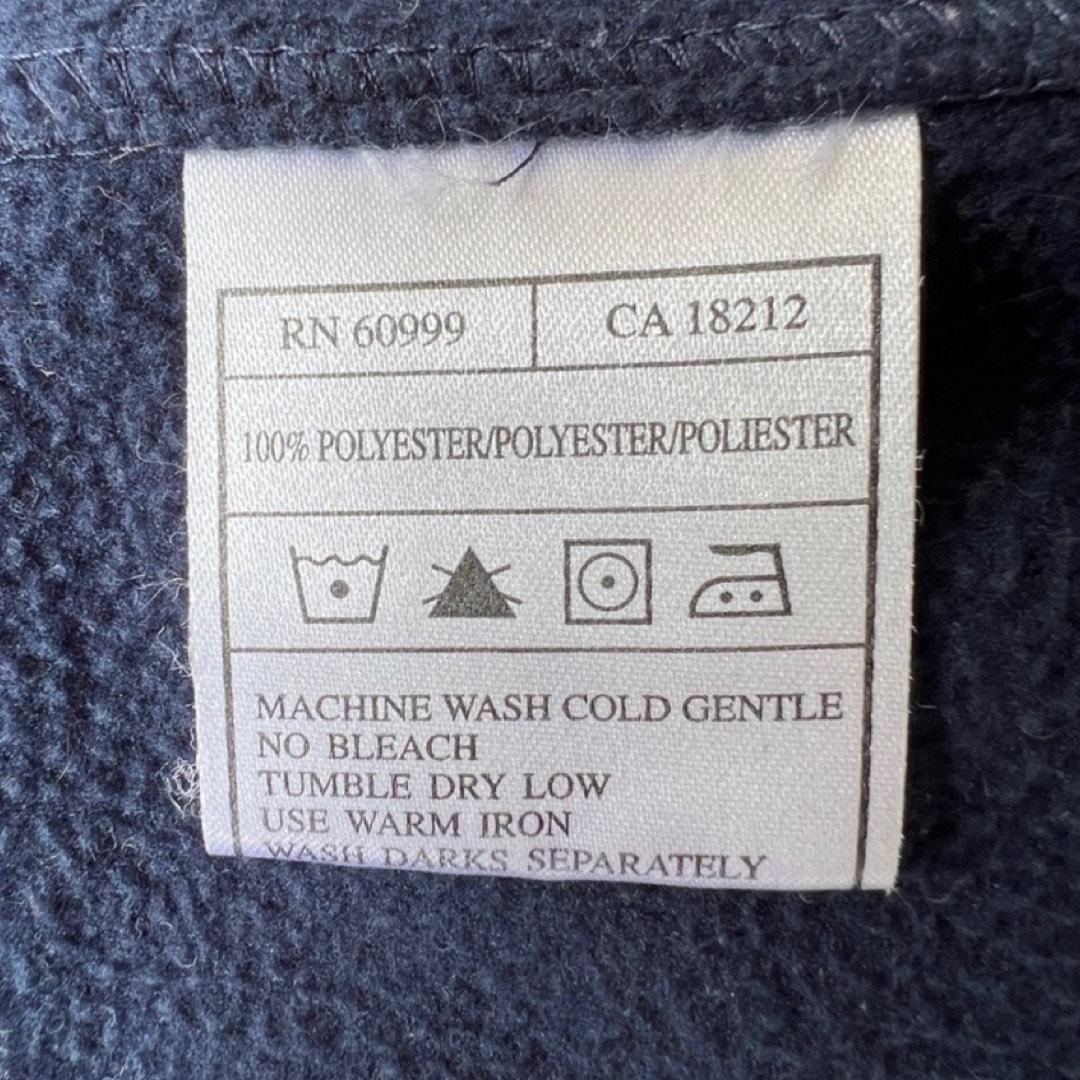 RN 60999 CA 18212
100% POLYESTER/POLYESTER/POLIESTER
MACHINE WASH COLD GENTLE
NO BLEACH
TUMBLE DRY LOW
USE WARM IRON
WASH DARKS SEPARATELY